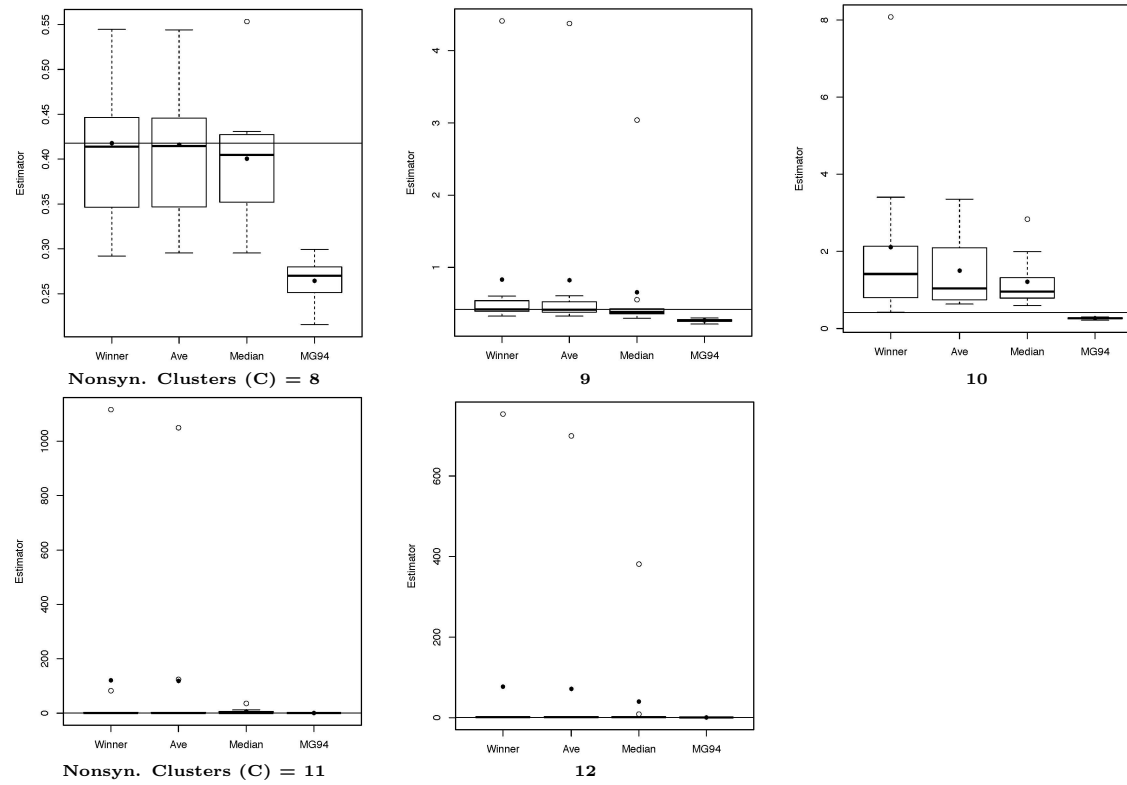 Estimator
0.55
0.50
0.45
0.40
0.35
0.30
0.25
Winner Ave Median MG94
Nonsyn. Clusters (C) = 8
Estimator
4
3
2
1
Winner Ave Median MG94
9
Estimator
8
6
4
2
0
Winner Ave Median MG94
10
Estimator
1000
800
600
400
200
0
Winner Ave Median MG94
Nonsyn. Clusters (C) = 11
Estimator
600
400
200
0
Winner Ave Median MG94
12